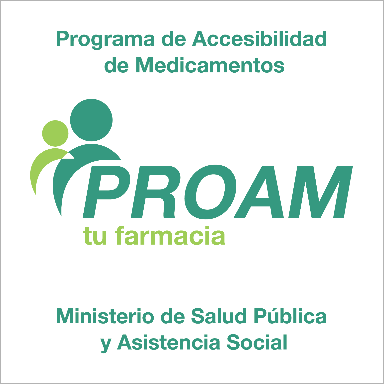 Programa de Accesibilidad
de Medicamentos
PROAM
tu farmacia
Ministerio de Salud Pública
y Asistencia Social